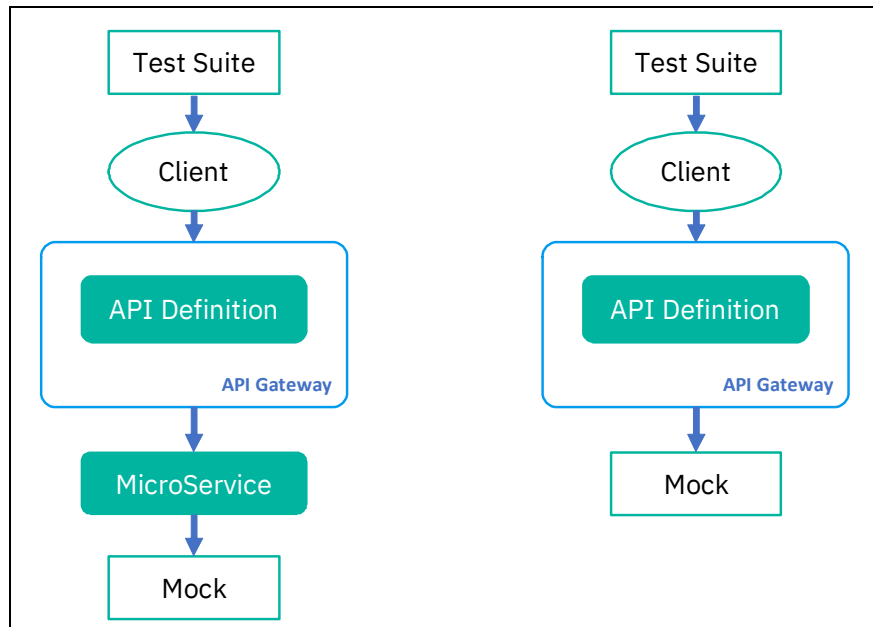 Test Suite
Client
API Definition
API Gateway
MicroService
Mock
Test Suite
Client
API Definition
API Gateway
Mock